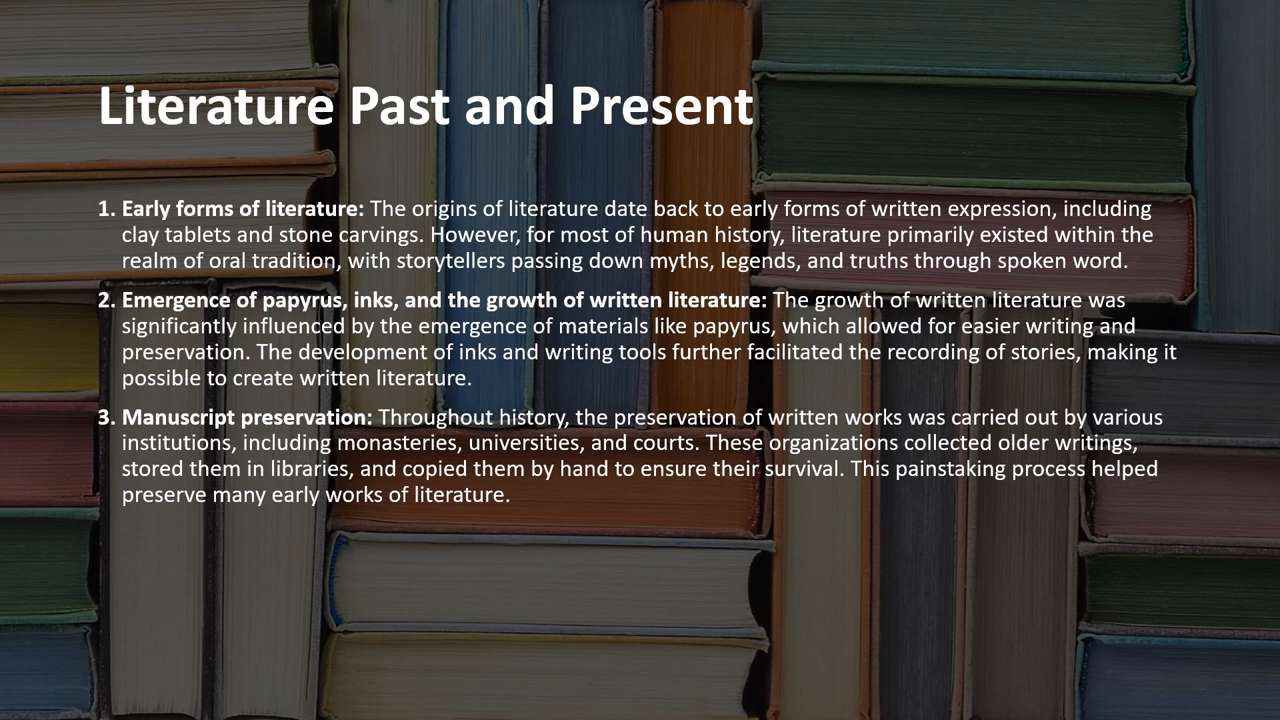 Literature Past and Present
1. Early forms of literature: The origins of literature date back to early forms of written expression, including
clay tablets and stone carvings. However, for most of human history, literature primarily existed within the
realm of oral tradition, with storytellers passing down myths, legends, and truths through spoken word.
2. Emergence of papyrus, inks, and the growth of written literature: The growth of written literature was
significantly influenced by the emergence of materials like papyrus, which allowed for easier writing and
preservation. The development of inks and writing tools further facilitated the recording of stories, making it
possible to create written literature.
3. Manuscript preservation: Throughout history, the preservation of written works was carried out by various
institutions, including monasteries, universities, and courts. These organizations collected older writings,
stored them in libraries, and copied them by hand to ensure their survival. This painstaking process helped
preserve many early works of literature.